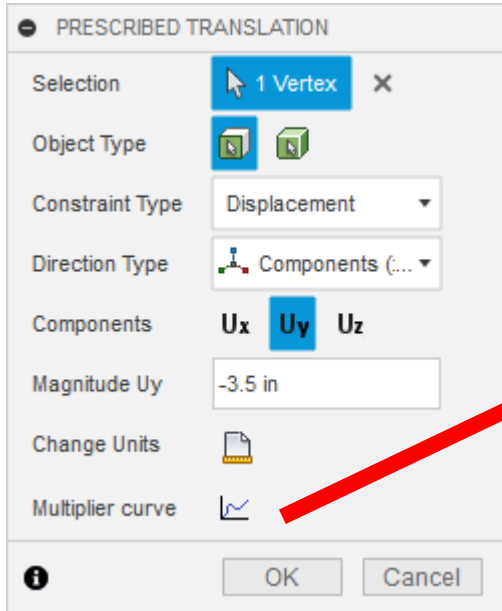 PRESCRIBED TRANSLATION
Selection 1 Vertex
Object Type
Constraint Type Displacement
Direction Type Components (:...
Components Ux Uy Uz
Magnitude Uy -3.5 in
Change Units
Multiplier curve
OK Cancel